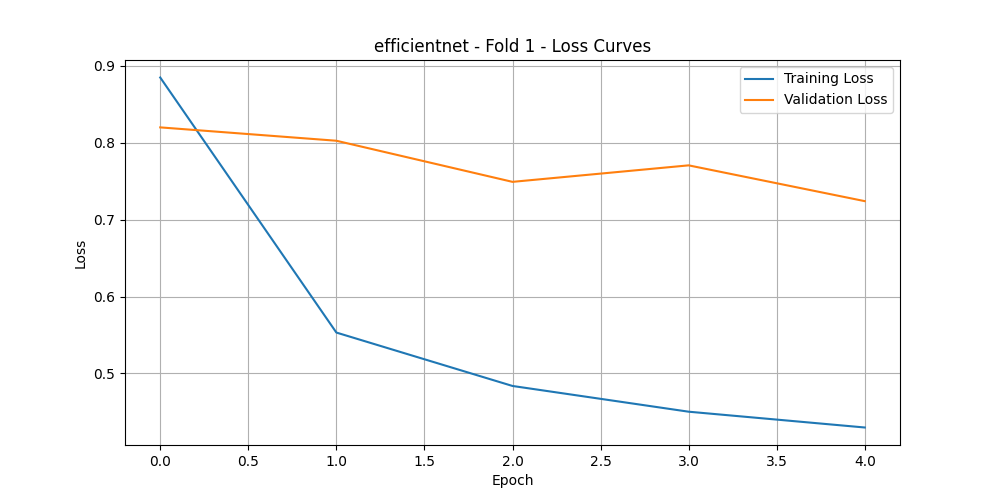 efficientnet - Fold 1 - Loss Curves
Training Loss
Validation Loss
Loss
0.9
0.8
0.7
0.6
0.5
0.0 0.5 1.0 1.5 2.0 2.5 3.0 3.5 4.0
Epoch